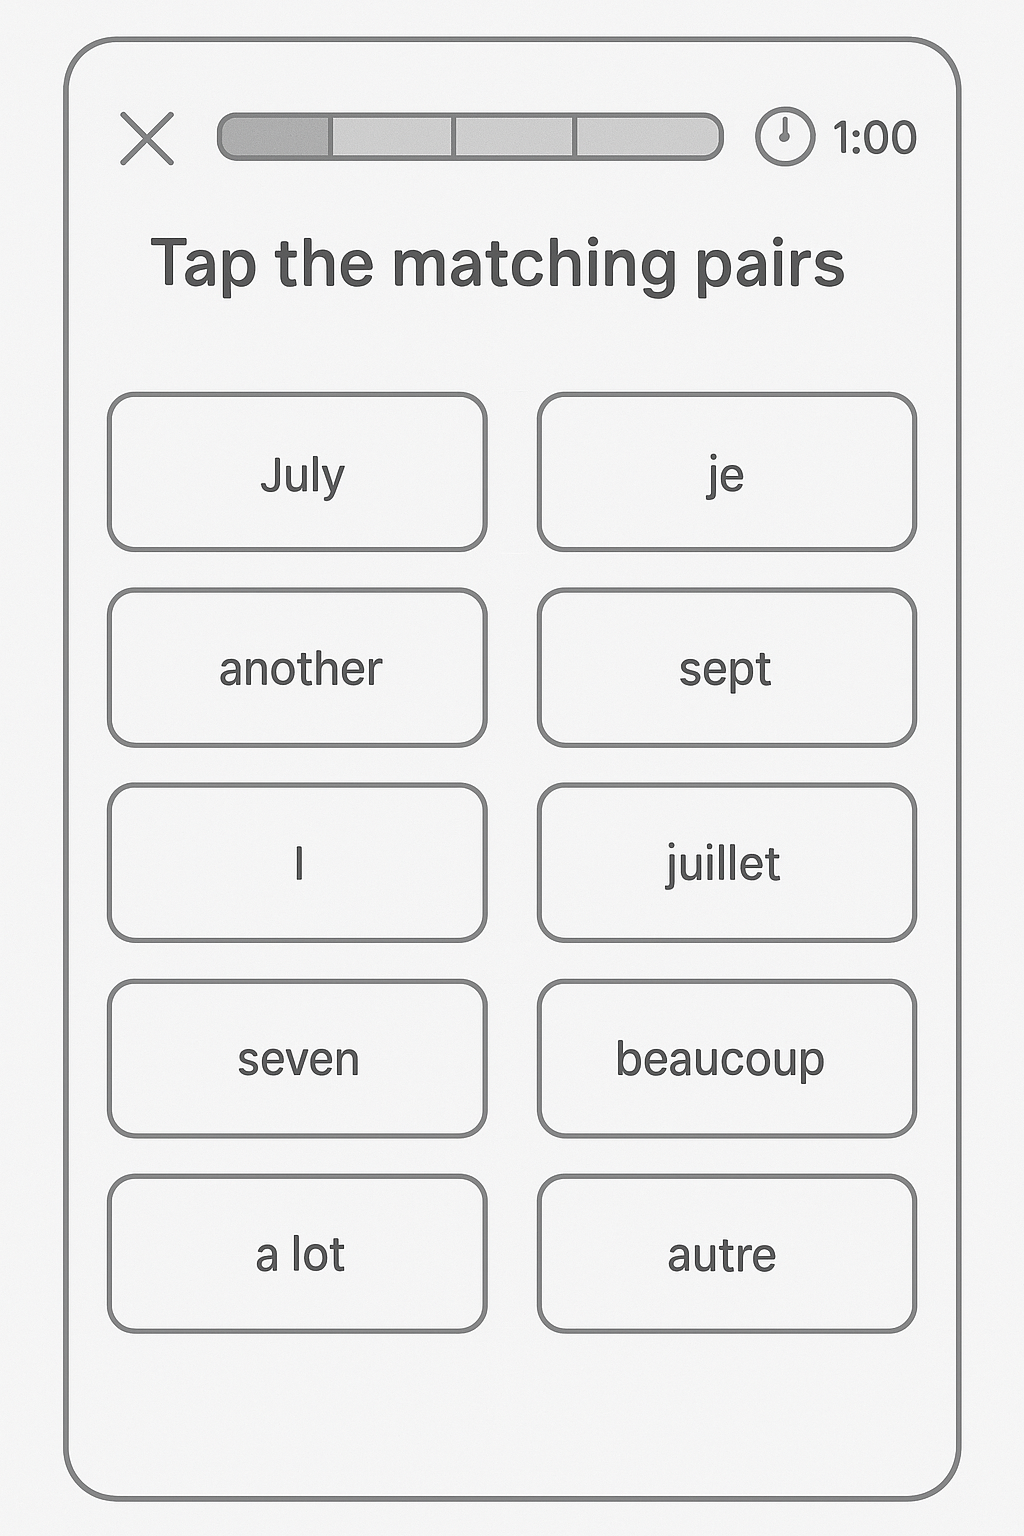 1:00
Tap the matching pairs
July
je
another
sept
I
juillet
seven
beaucoup
a lot
autre